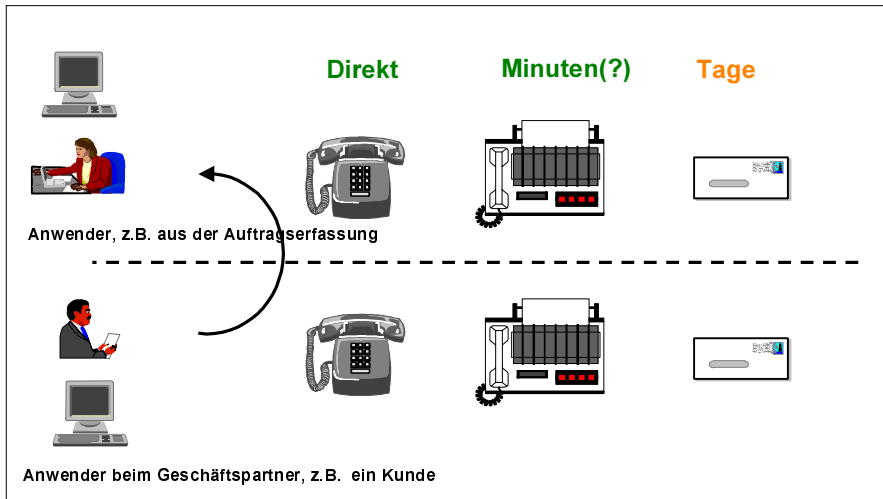 Direkt Minuten(?) Tage
Anwender, z.B. aus der Auftragserfassung
Anwender beim Geschäftspartner, z.B. ein Kunde